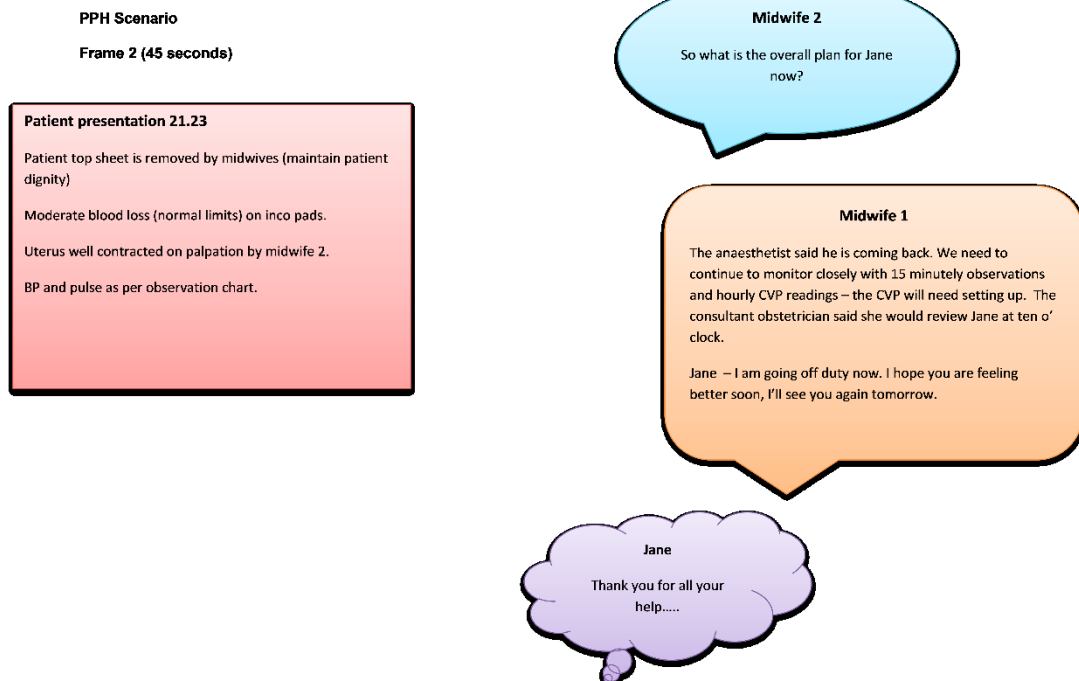 PPH Scenario
Frame 2 (45 seconds)
Patient presentation 21.23
Patient top sheet is removed by midwives (maintain patient
dignity)
Moderate blood loss (normal limits) on inco pads.
Uterus well contracted on palpation by midwife 2.
BP and pulse as per observation chart.
Midwife 2
So what is the overall plan for Jane
now?
Midwife 1
The anaesthetist said he is coming back. We need to
continue to monitor closely with 15 minutely observations
and hourly CVP readings – the CVP will need setting up. The
consultant obstetrician said she would review Jane at ten o’
clock.
Jane – I am going off duty now. I hope you are feeling
better soon, I’ll see you again tomorrow.
Jane
Thank you for all your
help…..